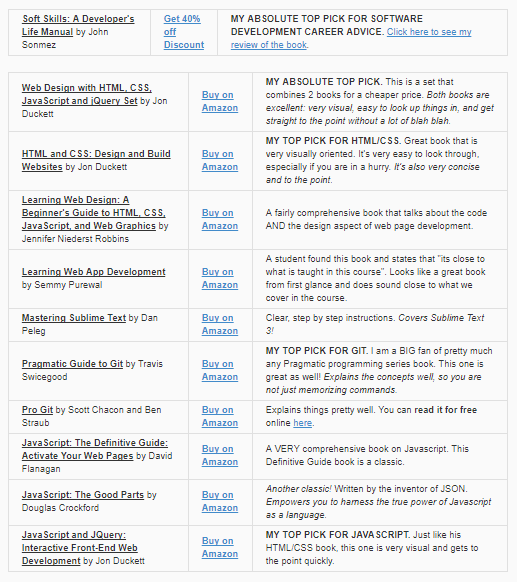 Soft Skills: A Developer's
Life Manual by John
Sonmez
Get 40%
off
Discount
MY ABSOLUTE TOP PICK FOR SOFTWARE
DEVELOPMENT CAREER ADVICE. Click here to see my
review of the book.
Web Design with HTML, CSS,
JavaScript and jQuery Set by Jon
Duckett
Buy on
Amazon
MY ABSOLUTE TOP PICK. This is a set that
combines 2 books for a cheaper price. Both books are
excellent: very visual, easy to look up things in, and get
straight to the point without a lot of blah blah.
HTML and CSS: Design and Build
Websites by Jon Duckett
Buy on
Amazon
MY TOP PICK FOR HTML/CSS. Great book that is
very visually oriented. It's very easy to look through,
especially if you are in a hurry. It's also very concise
and to the point.
Learning Web Design: A
Beginner's Guide to HTML, CSS,
JavaScript, and Web Graphics by
Jennifer Niederst Robbins
Buy on
Amazon
A fairly comprehensive book that talks about the code
AND the design aspect of web page development.
Learning Web App Development
by Semmy Purewal
Buy on
Amazon
A student found this book and states that "its close to
what is taught in this course". Looks like a great book
from first glance and does sound close to what we
cover in the course.
Mastering Sublime Text by Dan
Peleg
Buy on
Amazon
Clear, step by step instructions. Covers Sublime Text
3!
Pragmatic Guide to Git by Travis
Swicegood
Buy on
Amazon
MY TOP PICK FOR GIT. I am a BIG fan of pretty much
any Pragmatic programming series book. This one is
great as well! Explains the concepts well, so you are
not just memorizing commands.
Pro Git by Scott Chacon and Ben
Straub
Buy on
Amazon
Explains things pretty well. You can read it for free
online here.
JavaScript: The Definitive Guide:
Activate Your Web Pages by David
Flanagan
Buy on
Amazon
A VERY comprehensive book on Javascript. This
Definitive Guide book is a classic.
JavaScript: The Good Parts by
Douglas Crockford
Buy on
Amazon
Another classic! Written by the inventor of JSON.
Empowers you to harness the true power of Javascript
as a language.
JavaScript and JQuery:
Interactive Front-End Web
Development by Jon Duckett
Buy on
Amazon
MY TOP PICK FOR JAVASCRIPT. Just like his
HTML/CSS book, this one is very visual and gets to
the point quickly.